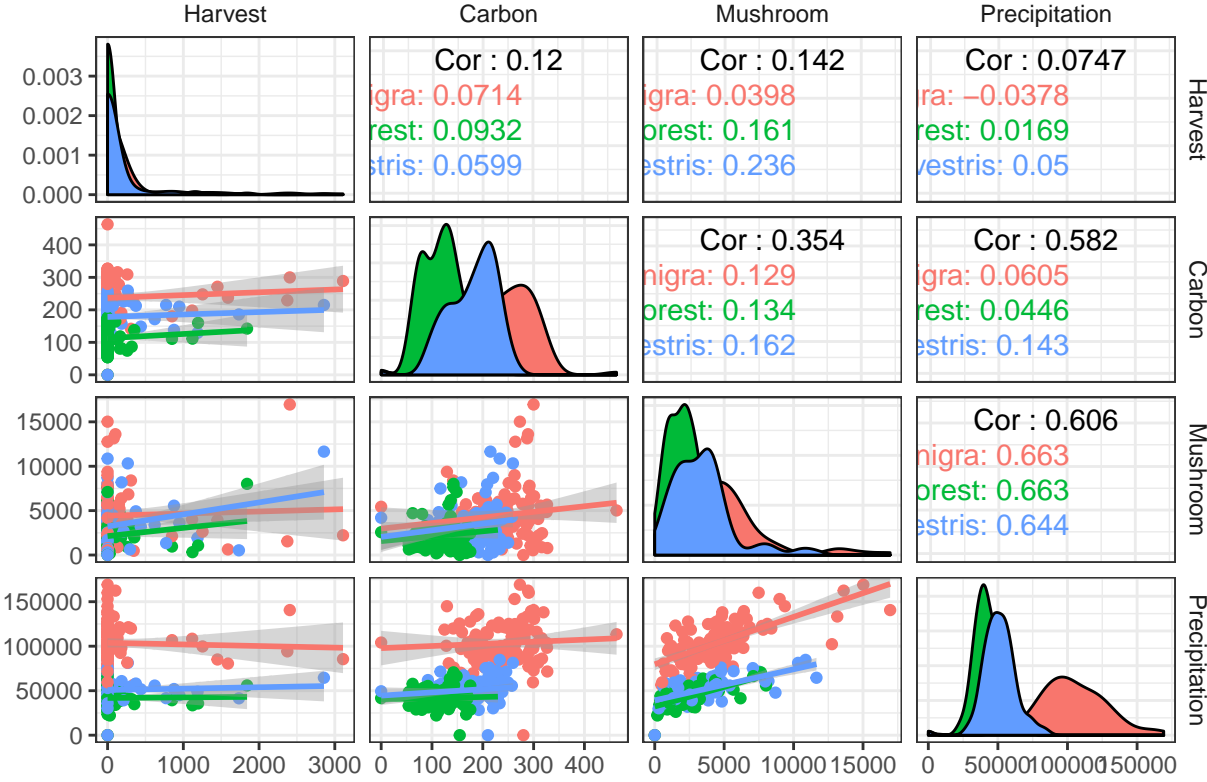 Harvest Carbon Mushroom Precipitation
0.003
0.002
0.001
0.000
Cor : 0.12
igra: 0.0714
rest: 0.0932
stris: 0.0599
Cor : 0.142
0.0398
orest: 0.161
estris: 0.236
Cor : 0.0747
ra: −0.0378
rest: 0.0169
vestris: 0.05
Harvest
400
300
200
100
0
Cor : 0.354
nigra: 0.129
orest: 0.134
estris: 0.162
Cor : 0.582
igra: 0.0605
rest: 0.0446
estris: 0.143
Carbon
15000
10000
5000
0
Cor : 0.606
nigra: 0.663
orest: 0.663
estris: 0.644
Mushroom
150000
100000
50000
0
Precipitation
0 1000 2000 3000
0 100 200 300 400
0 5000 10000 15000
0 50000 100000 150000